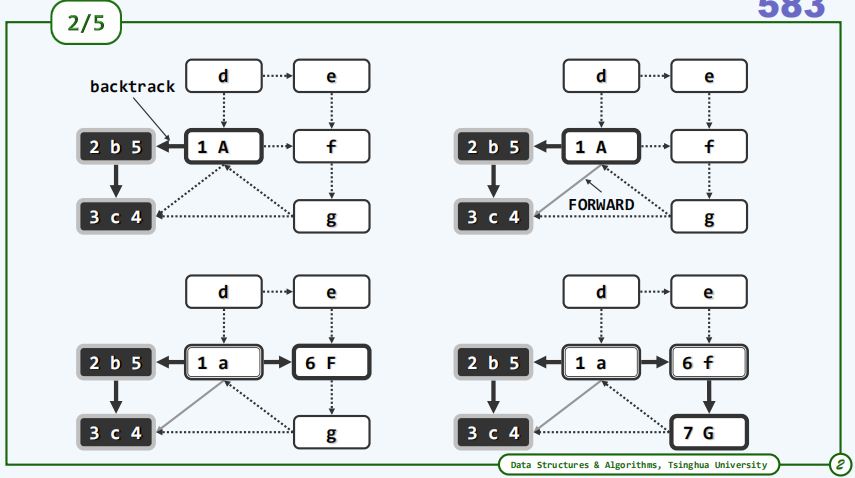 583
2/5
d e
backtrack
2 b 5 1 A f
3 c 4 g
d e
2 b 5 1 A f
FORWARD
3 c 4 g
d e
2 b 5 1 a 6 F
3 c 4 g
d e
2 b 5 1 a 6 f
3 c 4 7 G
Data Structures & Algorithms, Tsinghua University
2